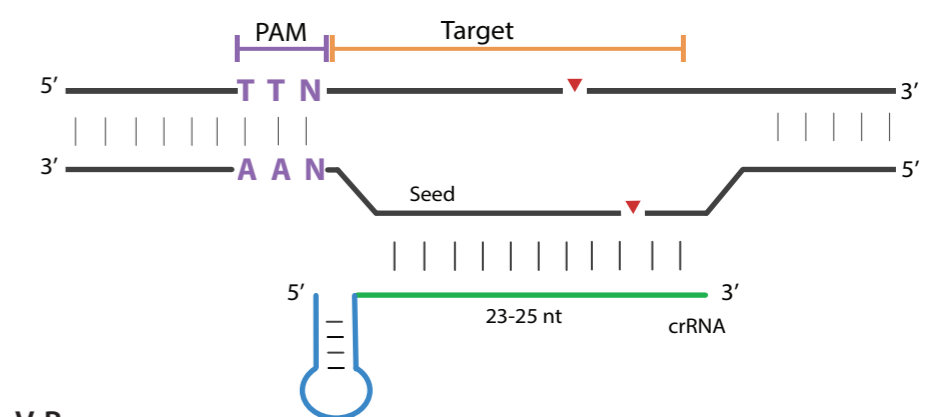 PAM Target
5′ T T N 3′
3′ A A N 5′
Seed
5′ 3′
23-25 nt crRNA